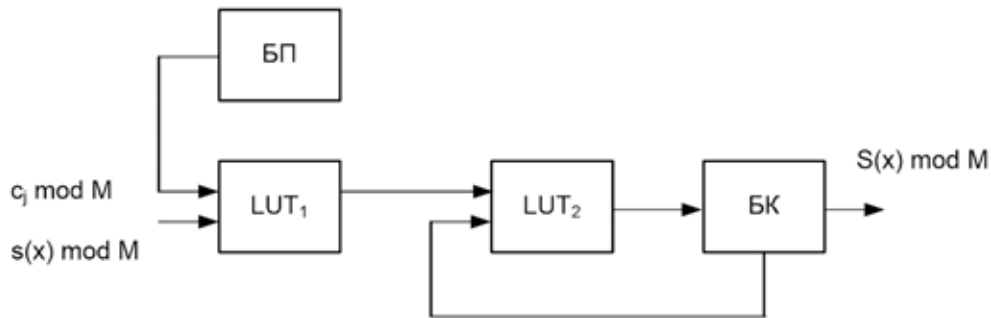 БП
c_j mod M
s(x) mod M
LUT₁
LUT₂
БК
S(x) mod M